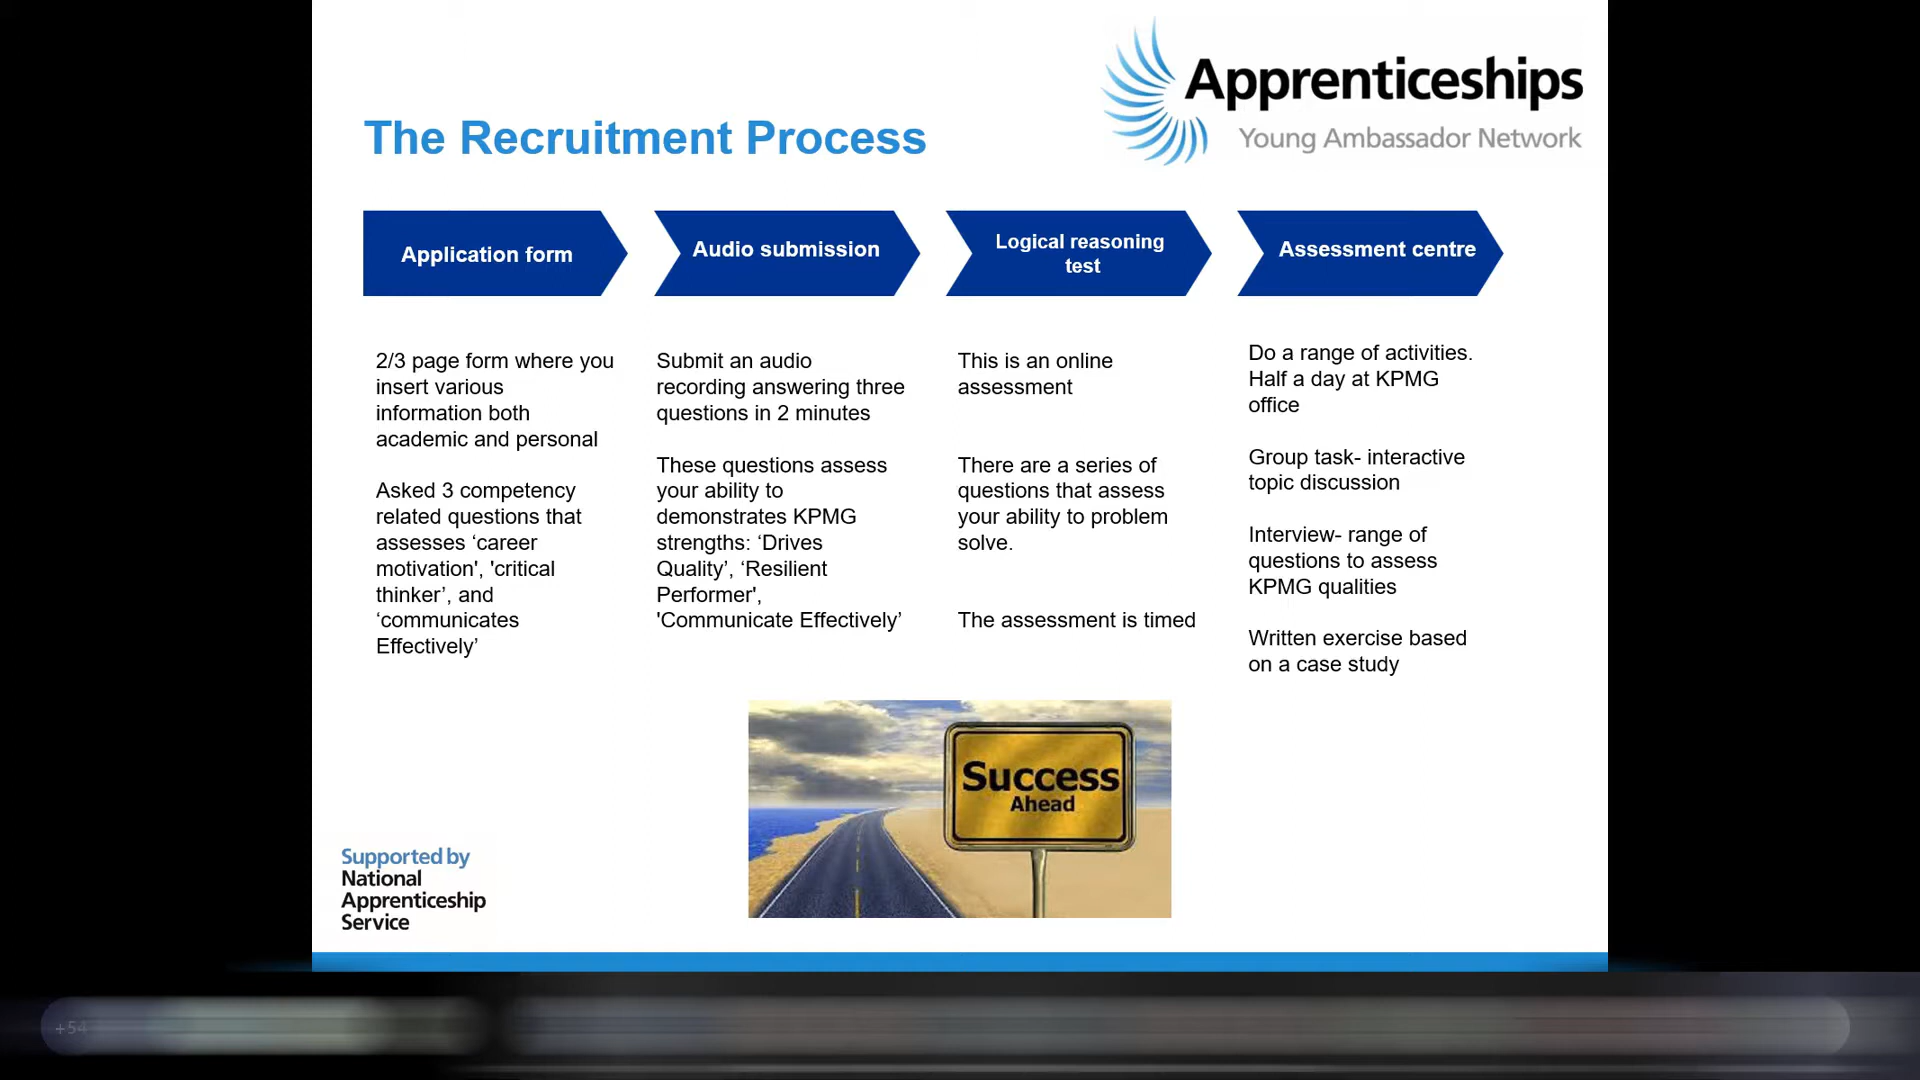 Apprenticeships
Young Ambassador Network
The Recruitment Process
Application form
2/3 page form where you
insert various
information both
academic and personal
Asked 3 competency
related questions that
assesses ‘career
motivation', 'critical
thinker’, and
‘communicates
Effectively’
Audio submission
Submit an audio
recording answering three
questions in 2 minutes
These questions assess
your ability to
demonstrates KPMG
strengths: ‘Drives
Quality’, ‘Resilient
Performer',
'Communicate Effectively’
Logical reasoning
test
This is an online
assessment
There are a series of
questions that assess
your ability to problem
solve.
The assessment is timed
Assessment centre
Do a range of activities.
Half a day at KPMG
office
Group task- interactive
topic discussion
Interview- range of
questions to assess
KPMG qualities
Written exercise based
on a case study
Success
Ahead
Supported by
National
Apprenticeship
Service
+54